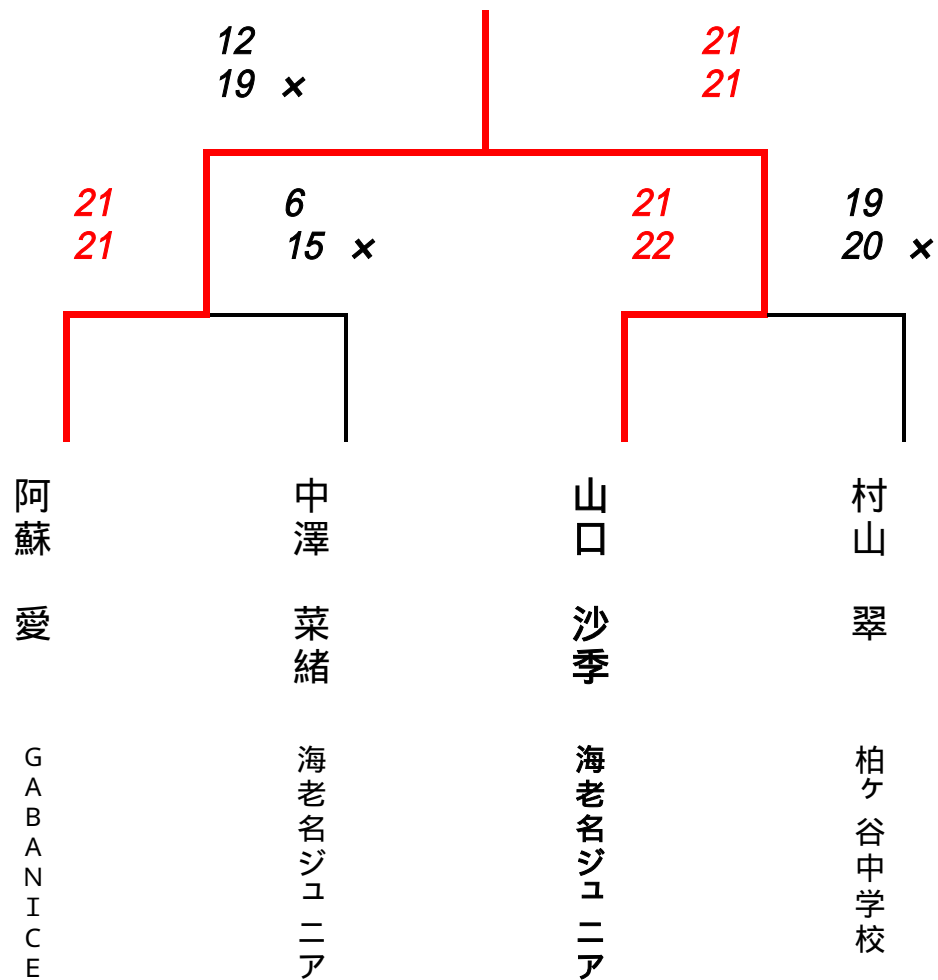 12
19 ×
21
21
21
21
6
15 ×
21
22
19
20 ×
阿蘇 愛
中澤 菜緒
山口 沙季
村山 翠
GABANICE
海老名ジュニア
海老名ジュニア
柏ヶ谷中学校